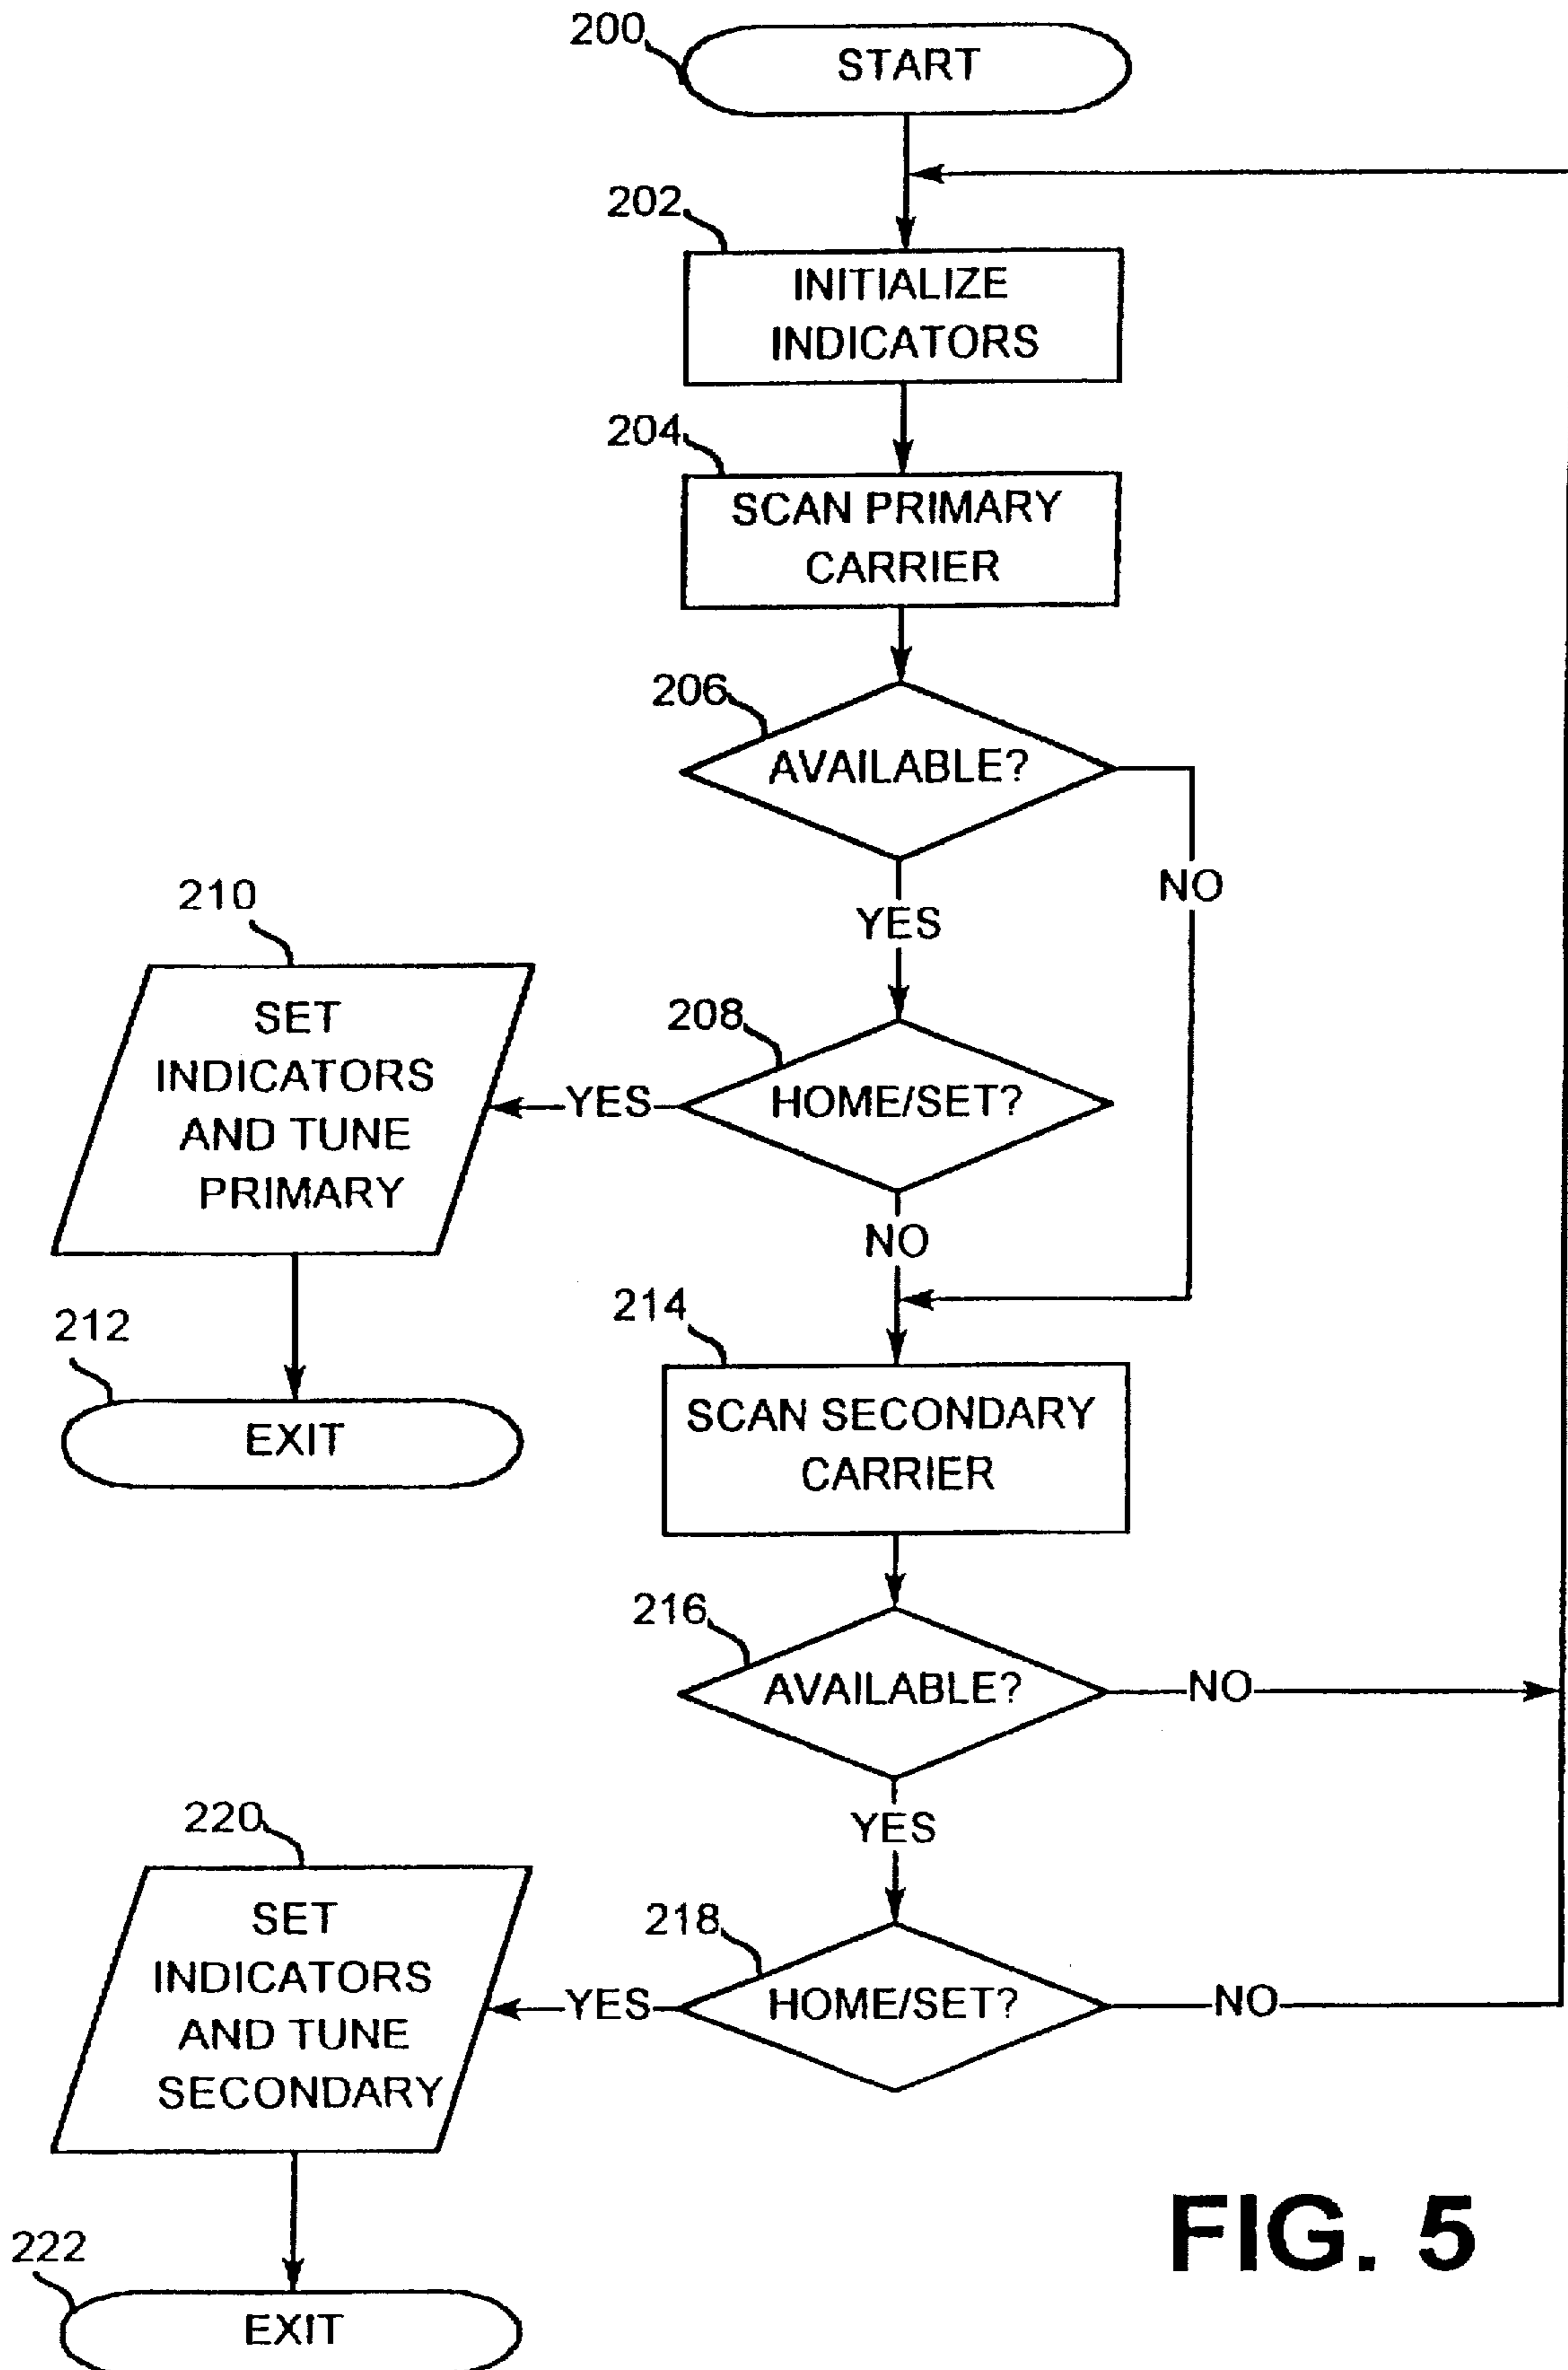 200
START
202
INITIALIZE
INDICATORS
204
SCAN PRIMARY
CARRIER
206
AVAILABLE?
NO
YES
210
SET
INDICATORS
AND TUNE
PRIMARY
208
HOME/SET?
YES
NO
212
EXIT
214
SCAN SECONDARY
CARRIER
216
AVAILABLE?
NO
YES
220
SET
INDICATORS
AND TUNE
SECONDARY
218
HOME/SET?
YES
NO
222
EXIT
FIG. 5